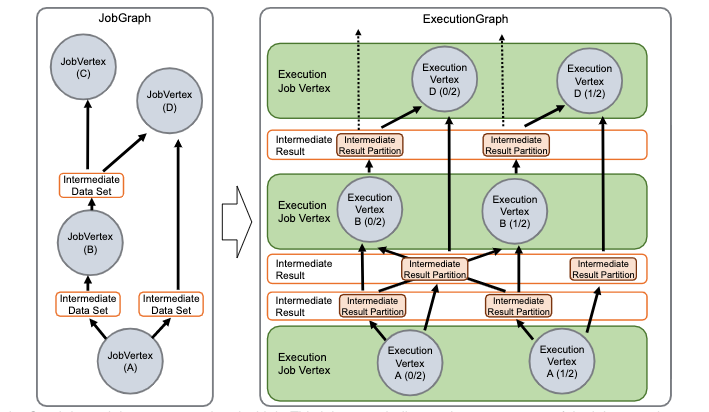 JobGraph
JobVertex
(C)
JobVertex
(D)
Intermediate
Data Set
JobVertex
(B)
Intermediate
Data Set
Intermediate
Data Set
JobVertex
(A)
ExecutionGraph
Execution
Job Vertex
Execution
Vertex
D (0/2)
Execution
Vertex
D (1/2)
Intermediate
Result
Intermediate
Result Partition
Intermediate
Result Partition
Execution
Job Vertex
Execution
Vertex
B (0/2)
Execution
Vertex
B (1/2)
Intermediate
Result
Intermediate
Result Partition
Intermediate
Result Partition
Intermediate
Result
Intermediate
Result Partition
Intermediate
Result Partition
Execution
Job Vertex
Execution
Vertex
A (0/2)
Execution
Vertex
A (1/2)